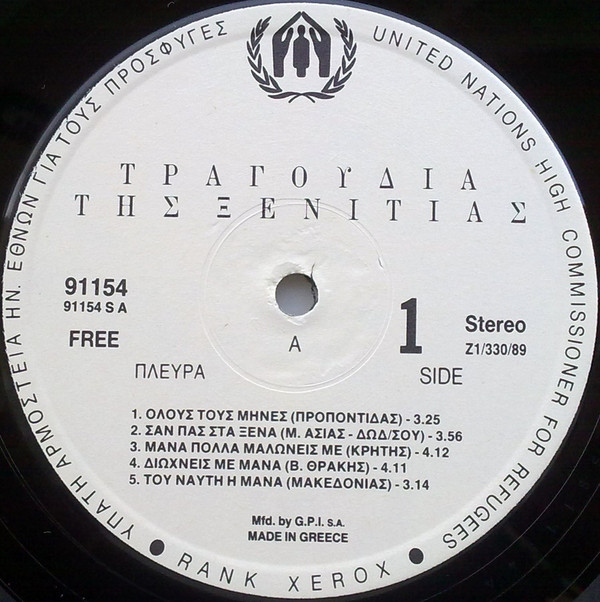 ΥΠΑΤΗ ΑΡΜΟΣΤΕΙΑ ΗΝ. ΕΘΝΩΝ ΓΙΑ ΤΟΥΣ ΠΡΟΣΦΥΓΕΣ
UNITED NATIONS HIGH COMMISSIONER FOR REFUGEES
ΤΡΑΓΟΥΔΙΑ
ΤΗΣ ΞΕΝΙΤΙΑΣ
91154
91154 S A
FREE
A
1
Stereo
Z1/330/89
ΠΛΕΥΡΑ
SIDE
1. ΟΛΟΥΣ ΤΟΥΣ ΜΗΝΕΣ (ΠΡΟΠΟΝΤΙΔΑΣ) - 3.25
2. ΣΑΝ ΠΑΣ ΣΤΑ ΞΕΝΑ (Μ. ΑΣΙΑΣ - ΔΩΔ/ΣΟΥ) - 3.56
3. ΜΑΝΑ ΠΟΛΛΑ ΜΑΛΩΝΕΙΣ ΜΕ (ΚΡΗΤΗΣ) - 4.12
4. ΔΙΩΧΝΕΙΣ ΜΕ ΜΑΝΑ (Β. ΘΡΑΚΗΣ) - 4.11
5. ΤΟΥ ΝΑΥΤΗ Η ΜΑΝΑ (ΜΑΚΕΔΟΝΙΑΣ) - 3.14
Mfd. by G.P.I. S.A.
MADE IN GREECE
● RANK XEROX ●